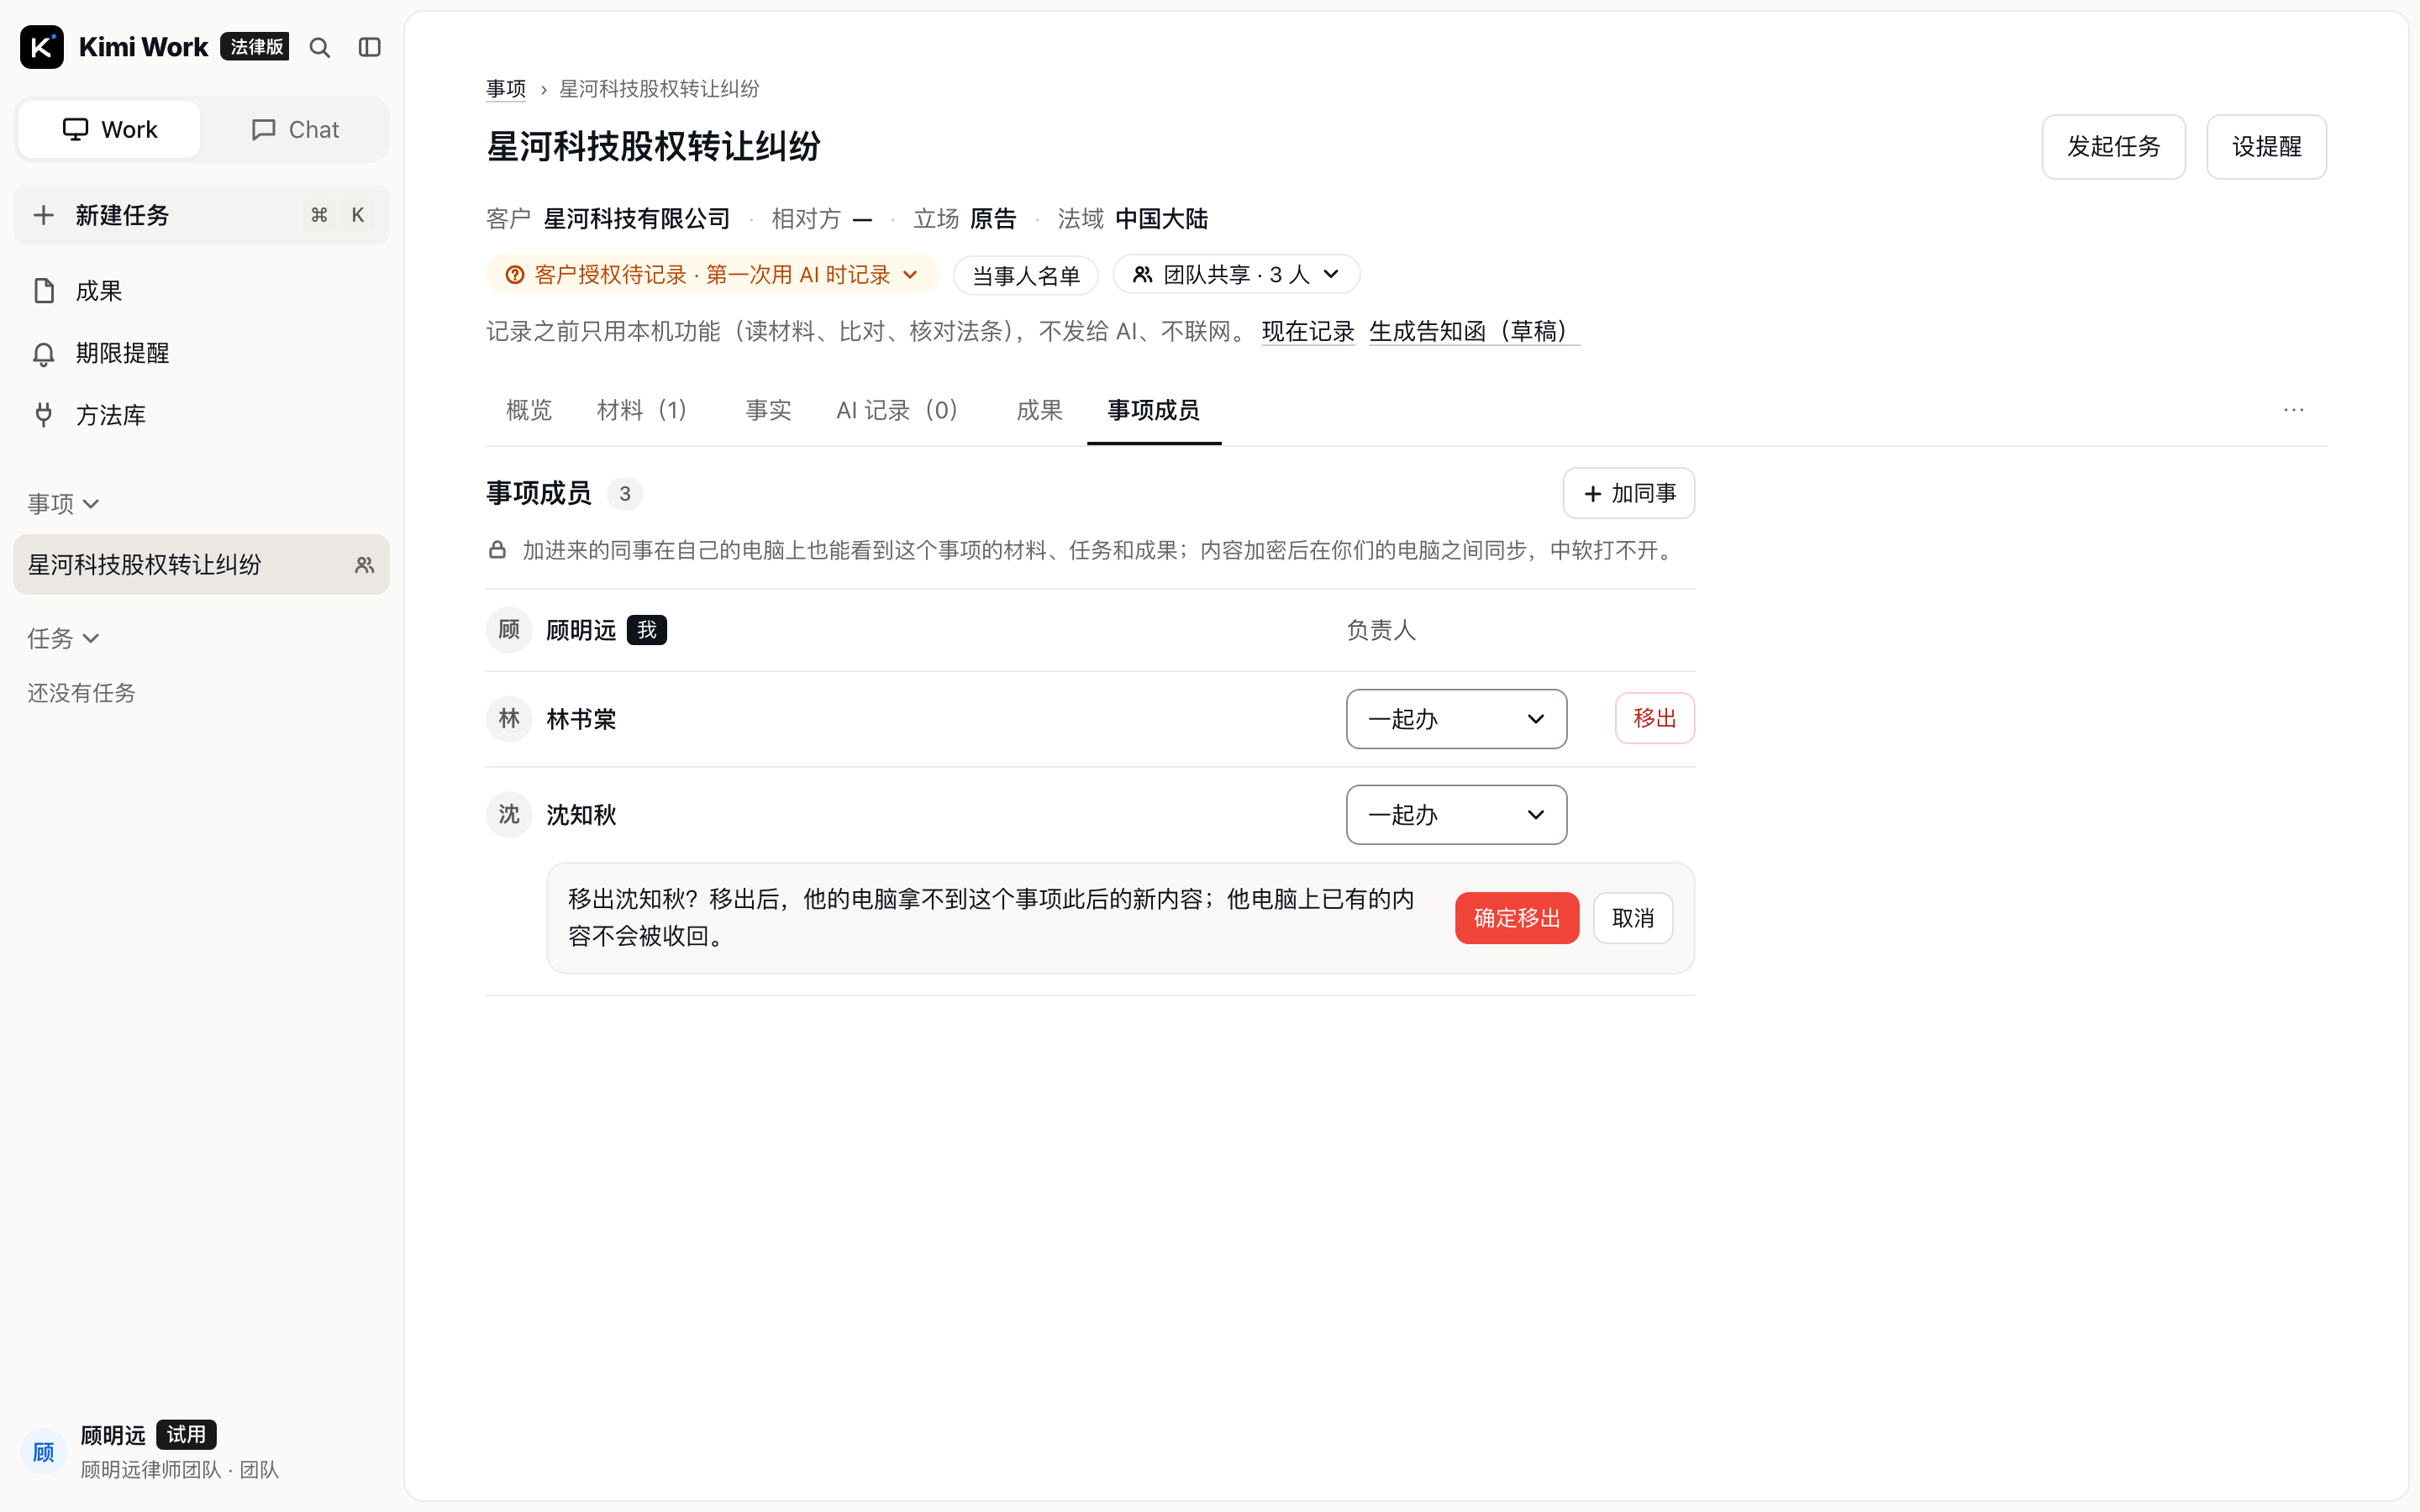 Kimi Work 法律版
Work
Chat
新建任务 ⌘ K
成果
期限提醒
方法库
事项
星河科技股权转让纠纷
任务
还没有任务
顾 顾明远 试用
顾明远律师团队 · 团队
事项 › 星河科技股权转让纠纷
星河科技股权转让纠纷
发起任务
设提醒
客户 星河科技有限公司 · 相对方 — · 立场 原告 · 法域 中国大陆
客户授权待记录 · 第一次用 AI 时记录
当事人名单
团队共享 · 3 人
记录之前只用本机功能（读材料、比对、核对法条），不发给 AI、不联网。 现在记录 生成告知函（草稿）
概览 材料（1） 事实 AI 记录（0） 成果 事项成员 ···
事项成员 3
+ 加同事
加进来的同事在自己的电脑上也能看到这个事项的材料、任务和成果；内容加密后在你们的电脑之间同步，中软打不开。
顾 顾明远 我 负责人
林 林书棠 一起办 移出
沈 沈知秋 一起办
移出沈知秋？移出后，他的电脑拿不到这个事项此后的新内容；他电脑上已有的内
容不会被收回。
确定移出 取消